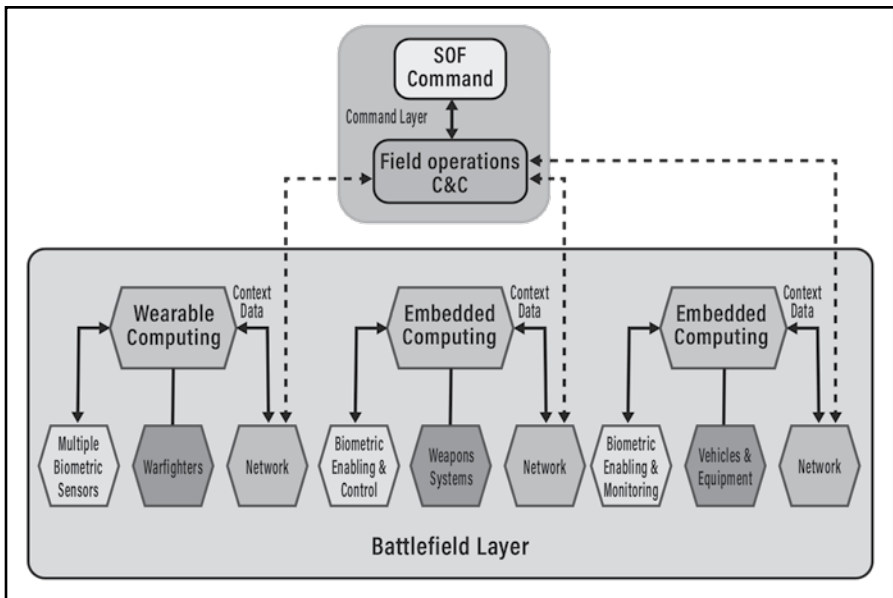 SOF
Command
Command Layer
Field operations
C&C
Wearable
Computing
Context
Data
Embedded
Computing
Context
Data
Embedded
Computing
Context
Data
Multiple
Biometric
Sensors
Warfighters
Network
Biometric
Enabling &
Control
Weapons
Systems
Network
Biometric
Enabling &
Monitoring
Vehicles &
Equipment
Network
Battlefield Layer